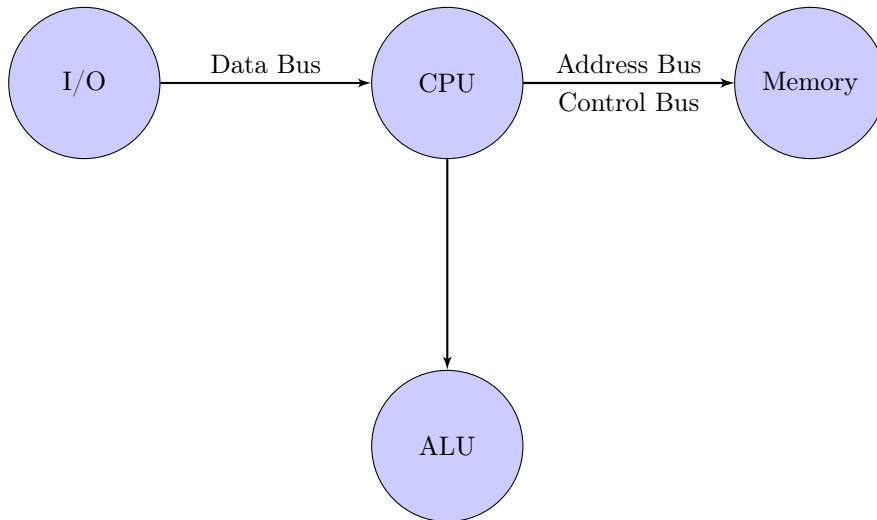 I/O
Data Bus
CPU
Address Bus
Control Bus
Memory
ALU